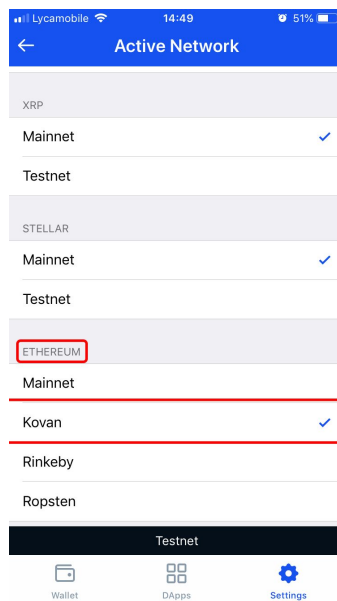 Lycamobile 14:49 51%
Active Network
XRP
Mainnet
Testnet
STELLAR
Mainnet
Testnet
ETHEREUM
Mainnet
Kovan
Rinkeby
Ropsten
Testnet
Wallet DApps Settings